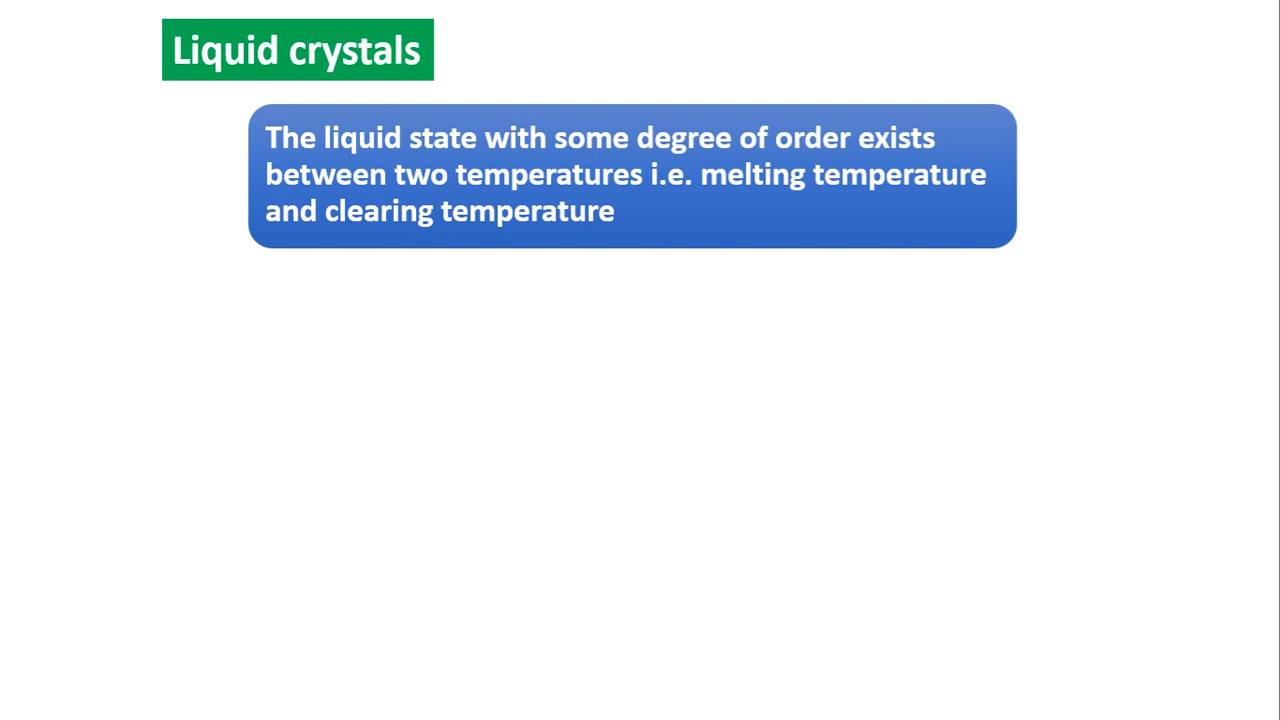 Liquid crystals
The liquid state with some degree of order exists
between two temperatures i.e. melting temperature
and clearing temperature